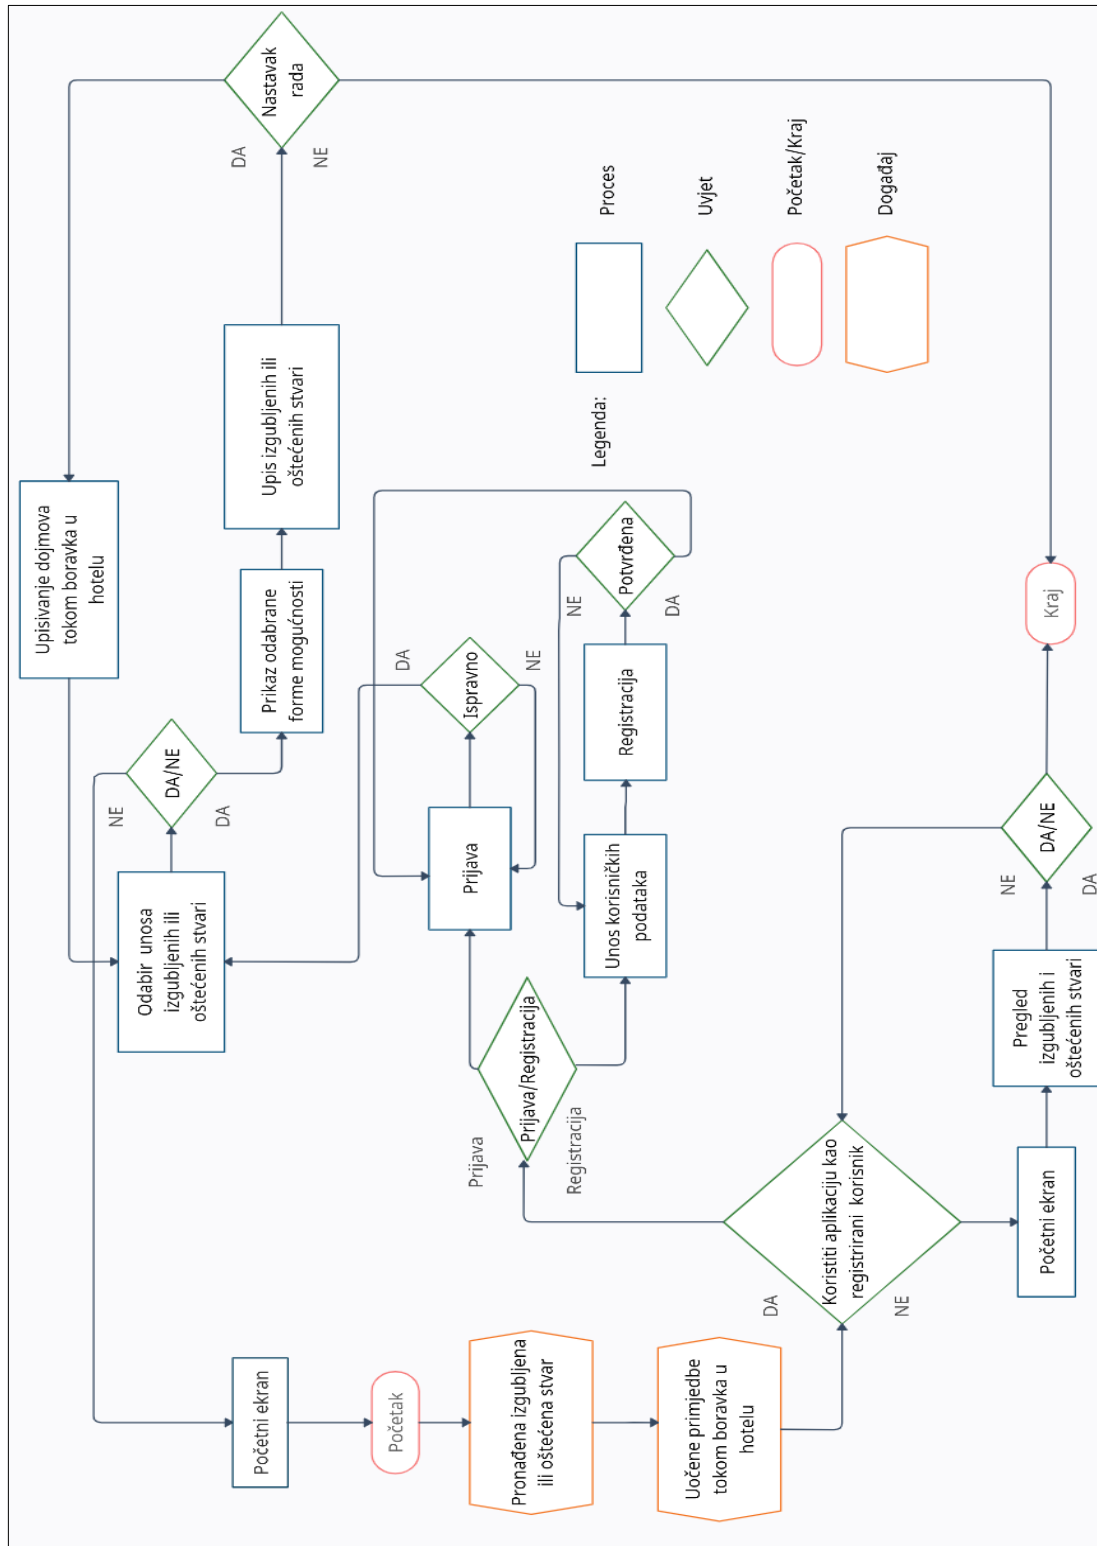 Početni ekran
Početak
Pronađena izgubljena
ili oštećena stvar
Uočene primjedbe
tokom boravka u
hotelu
DA
NE
Koristiti aplikaciju kao
registrirani korisnik
Početni ekran
Pregled
izgubljenih i
oštećenih stvari
NE
DA
DA/NE
Kraj
Prijava
Registracija
Prijava/Registracija
Prijava
Ispravno
DA
NE
Unos korisničkih
podataka
Registracija
NE
DA
Potvrđena
Odabir unosa
izgubljenih ili
oštećenih stvari
NE
DA
DA/NE
Prikaz odabrane
forme mogućnosti
Upis izgubljenih ili
oštećenih stvari
DA
NE
Nastavak
rada
Upisivanje dojmova
tokom boravka u
hotelu
Legenda:
Proces
Uvjet
Početak/Kraj
Događaj